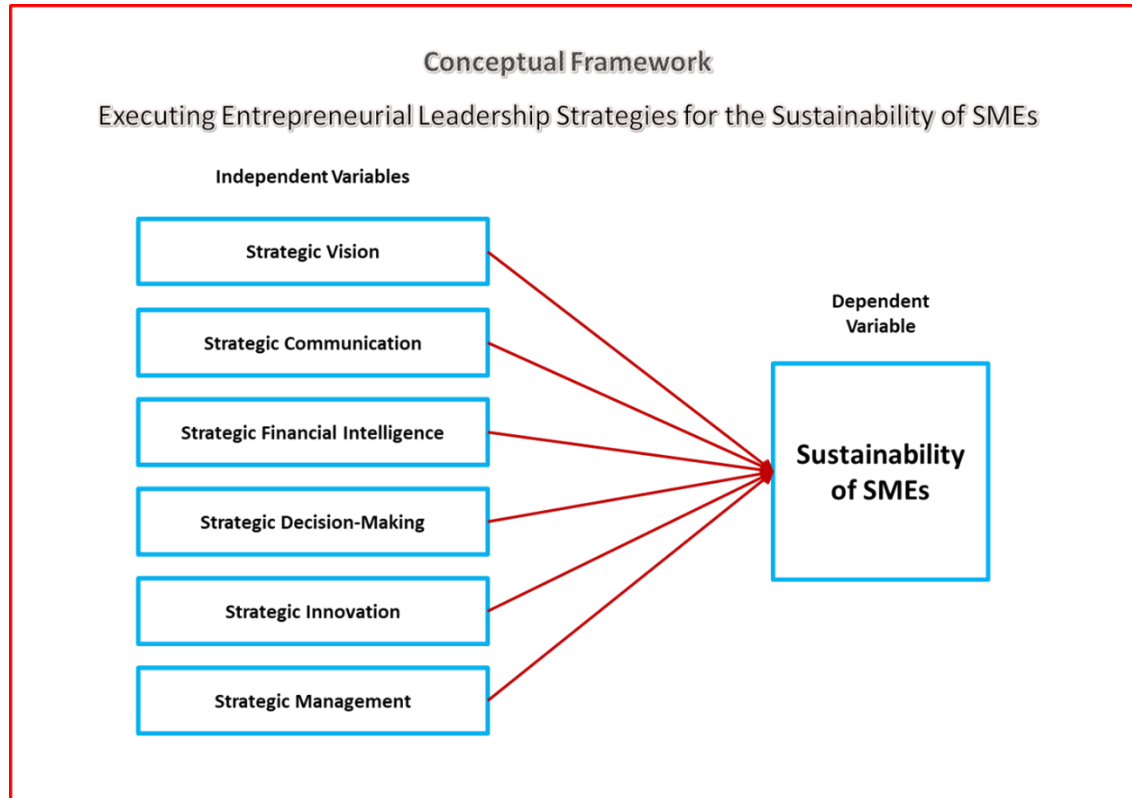 Conceptual Framework
Executing Entrepreneurial Leadership Strategies for the Sustainability of SMEs
Independent Variables
Strategic Vision
Strategic Communication
Strategic Financial Intelligence
Strategic Decision-Making
Strategic Innovation
Strategic Management
Dependent
Variable
Sustainability
of SMEs